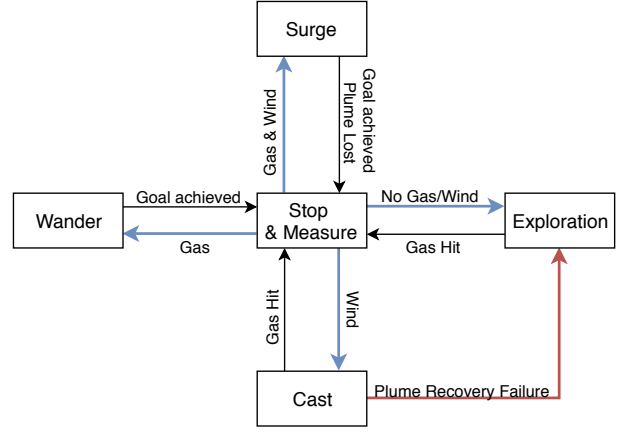 Surge
Gas & Wind
Goal achieved
Plume Lost
Wander
Goal achieved
Gas
Stop
& Measure
No Gas/Wind
Gas Hit
Exploration
Gas Hit
Wind
Cast
Plume Recovery Failure